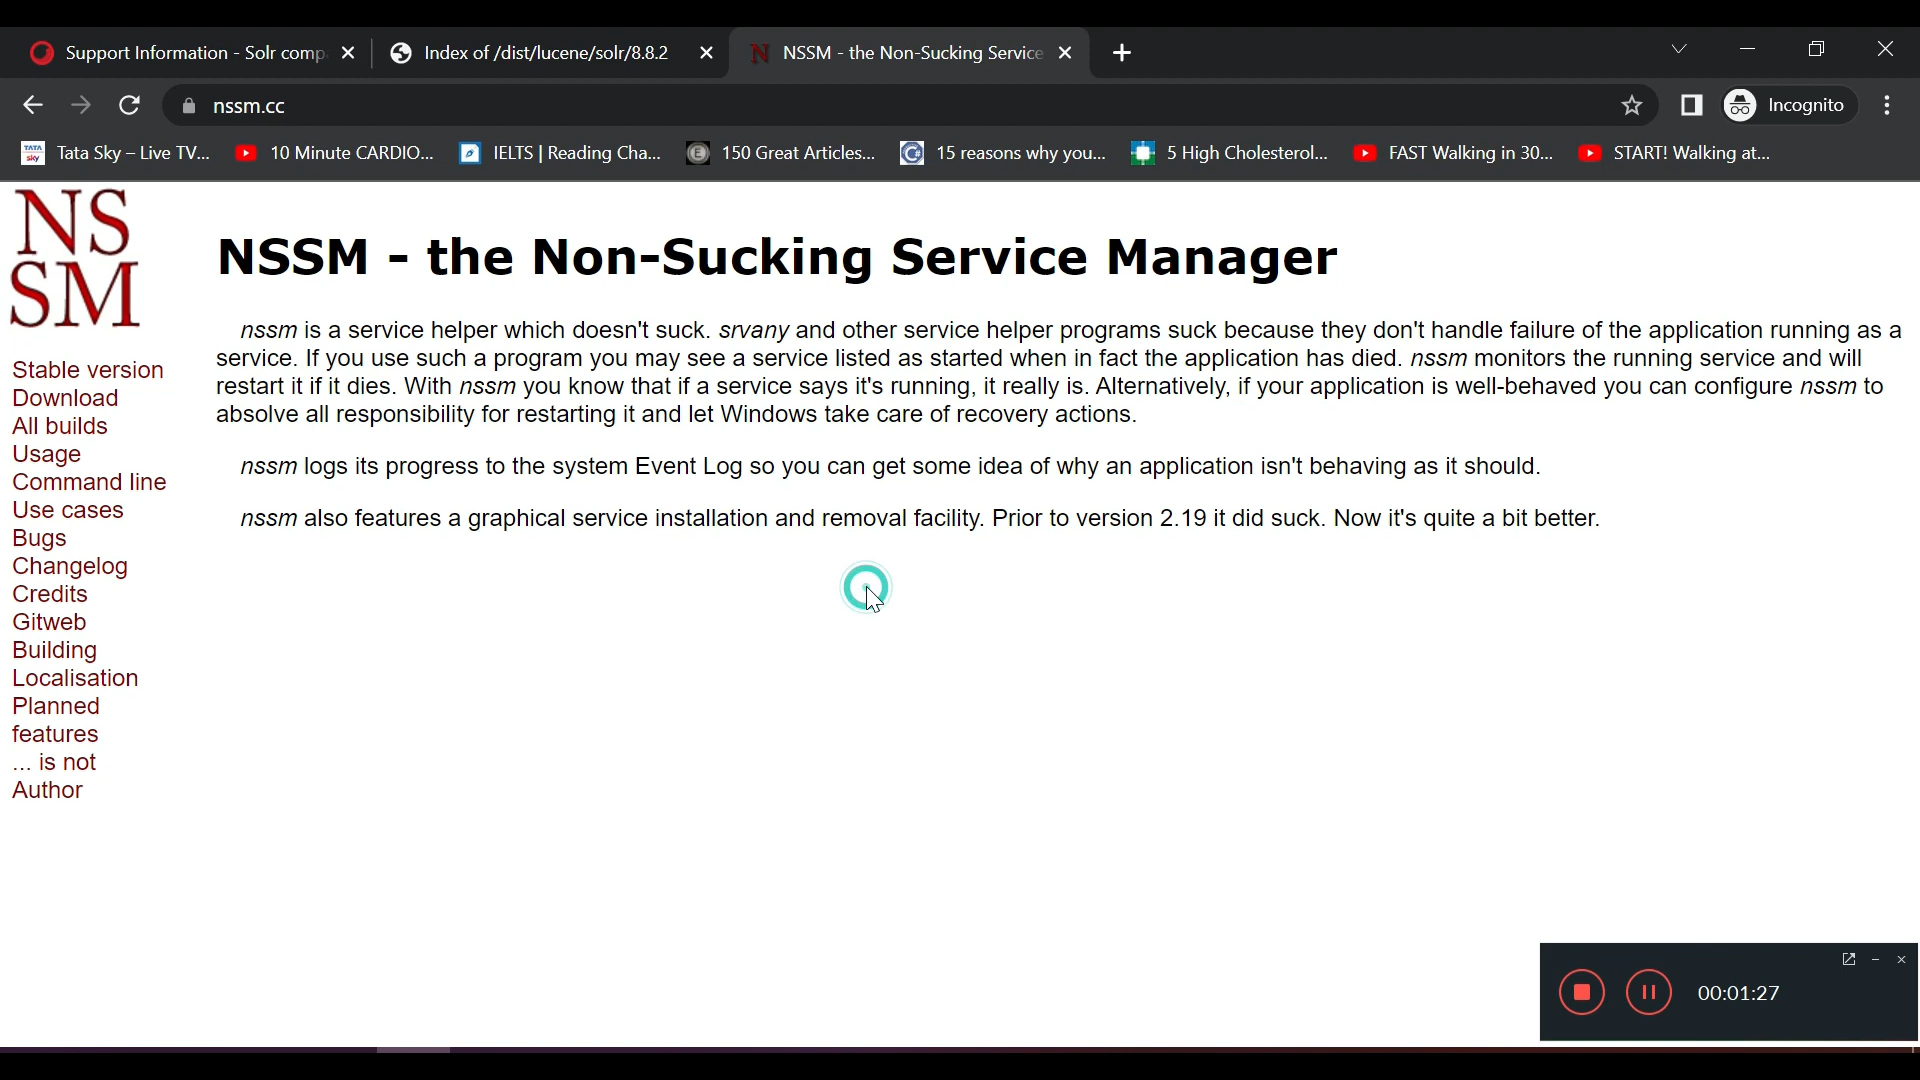 Support Information - Solr comp
Index of /dist/lucene/solr/8.8.2
NSSM - the Non-Sucking Service
nssm.cc
Incognito
Tata Sky – Live TV...
10 Minute CARDIO...
IELTS | Reading Cha...
150 Great Articles...
15 reasons why you...
5 High Cholesterol...
FAST Walking in 30...
START! Walking at...
NS
SM
NSSM - the Non-Sucking Service Manager
nssm is a service helper which doesn't suck. srvany and other service helper programs suck because they don't handle failure of the application running as a
service. If you use such a program you may see a service listed as started when in fact the application has died. nssm monitors the running service and will
restart it if it dies. With nssm you know that if a service says it's running, it really is. Alternatively, if your application is well-behaved you can configure nssm to
absolve all responsibility for restarting it and let Windows take care of recovery actions.
nssm logs its progress to the system Event Log so you can get some idea of why an application isn't behaving as it should.
nssm also features a graphical service installation and removal facility. Prior to version 2.19 it did suck. Now it's quite a bit better.
Stable version
Download
All builds
Usage
Command line
Use cases
Bugs
Changelog
Credits
Gitweb
Building
Localisation
Planned
features
... is not
Author
00:01:27